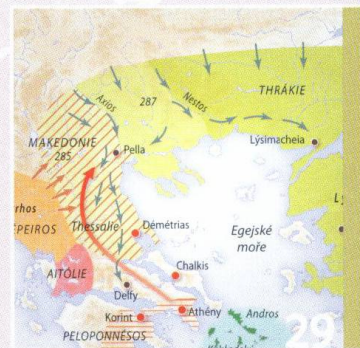 THRÁKIE
Axios
287
Nestos
MAKEDONIE
285
Pella
Lýsimacheia
rhos
EPEIROS
Thessalie
Démétrias
Egejské
moře
AITÓLIE
Chalkis
Delfy
Athény
Andros
Korint
PELOPONNÉSOS
29